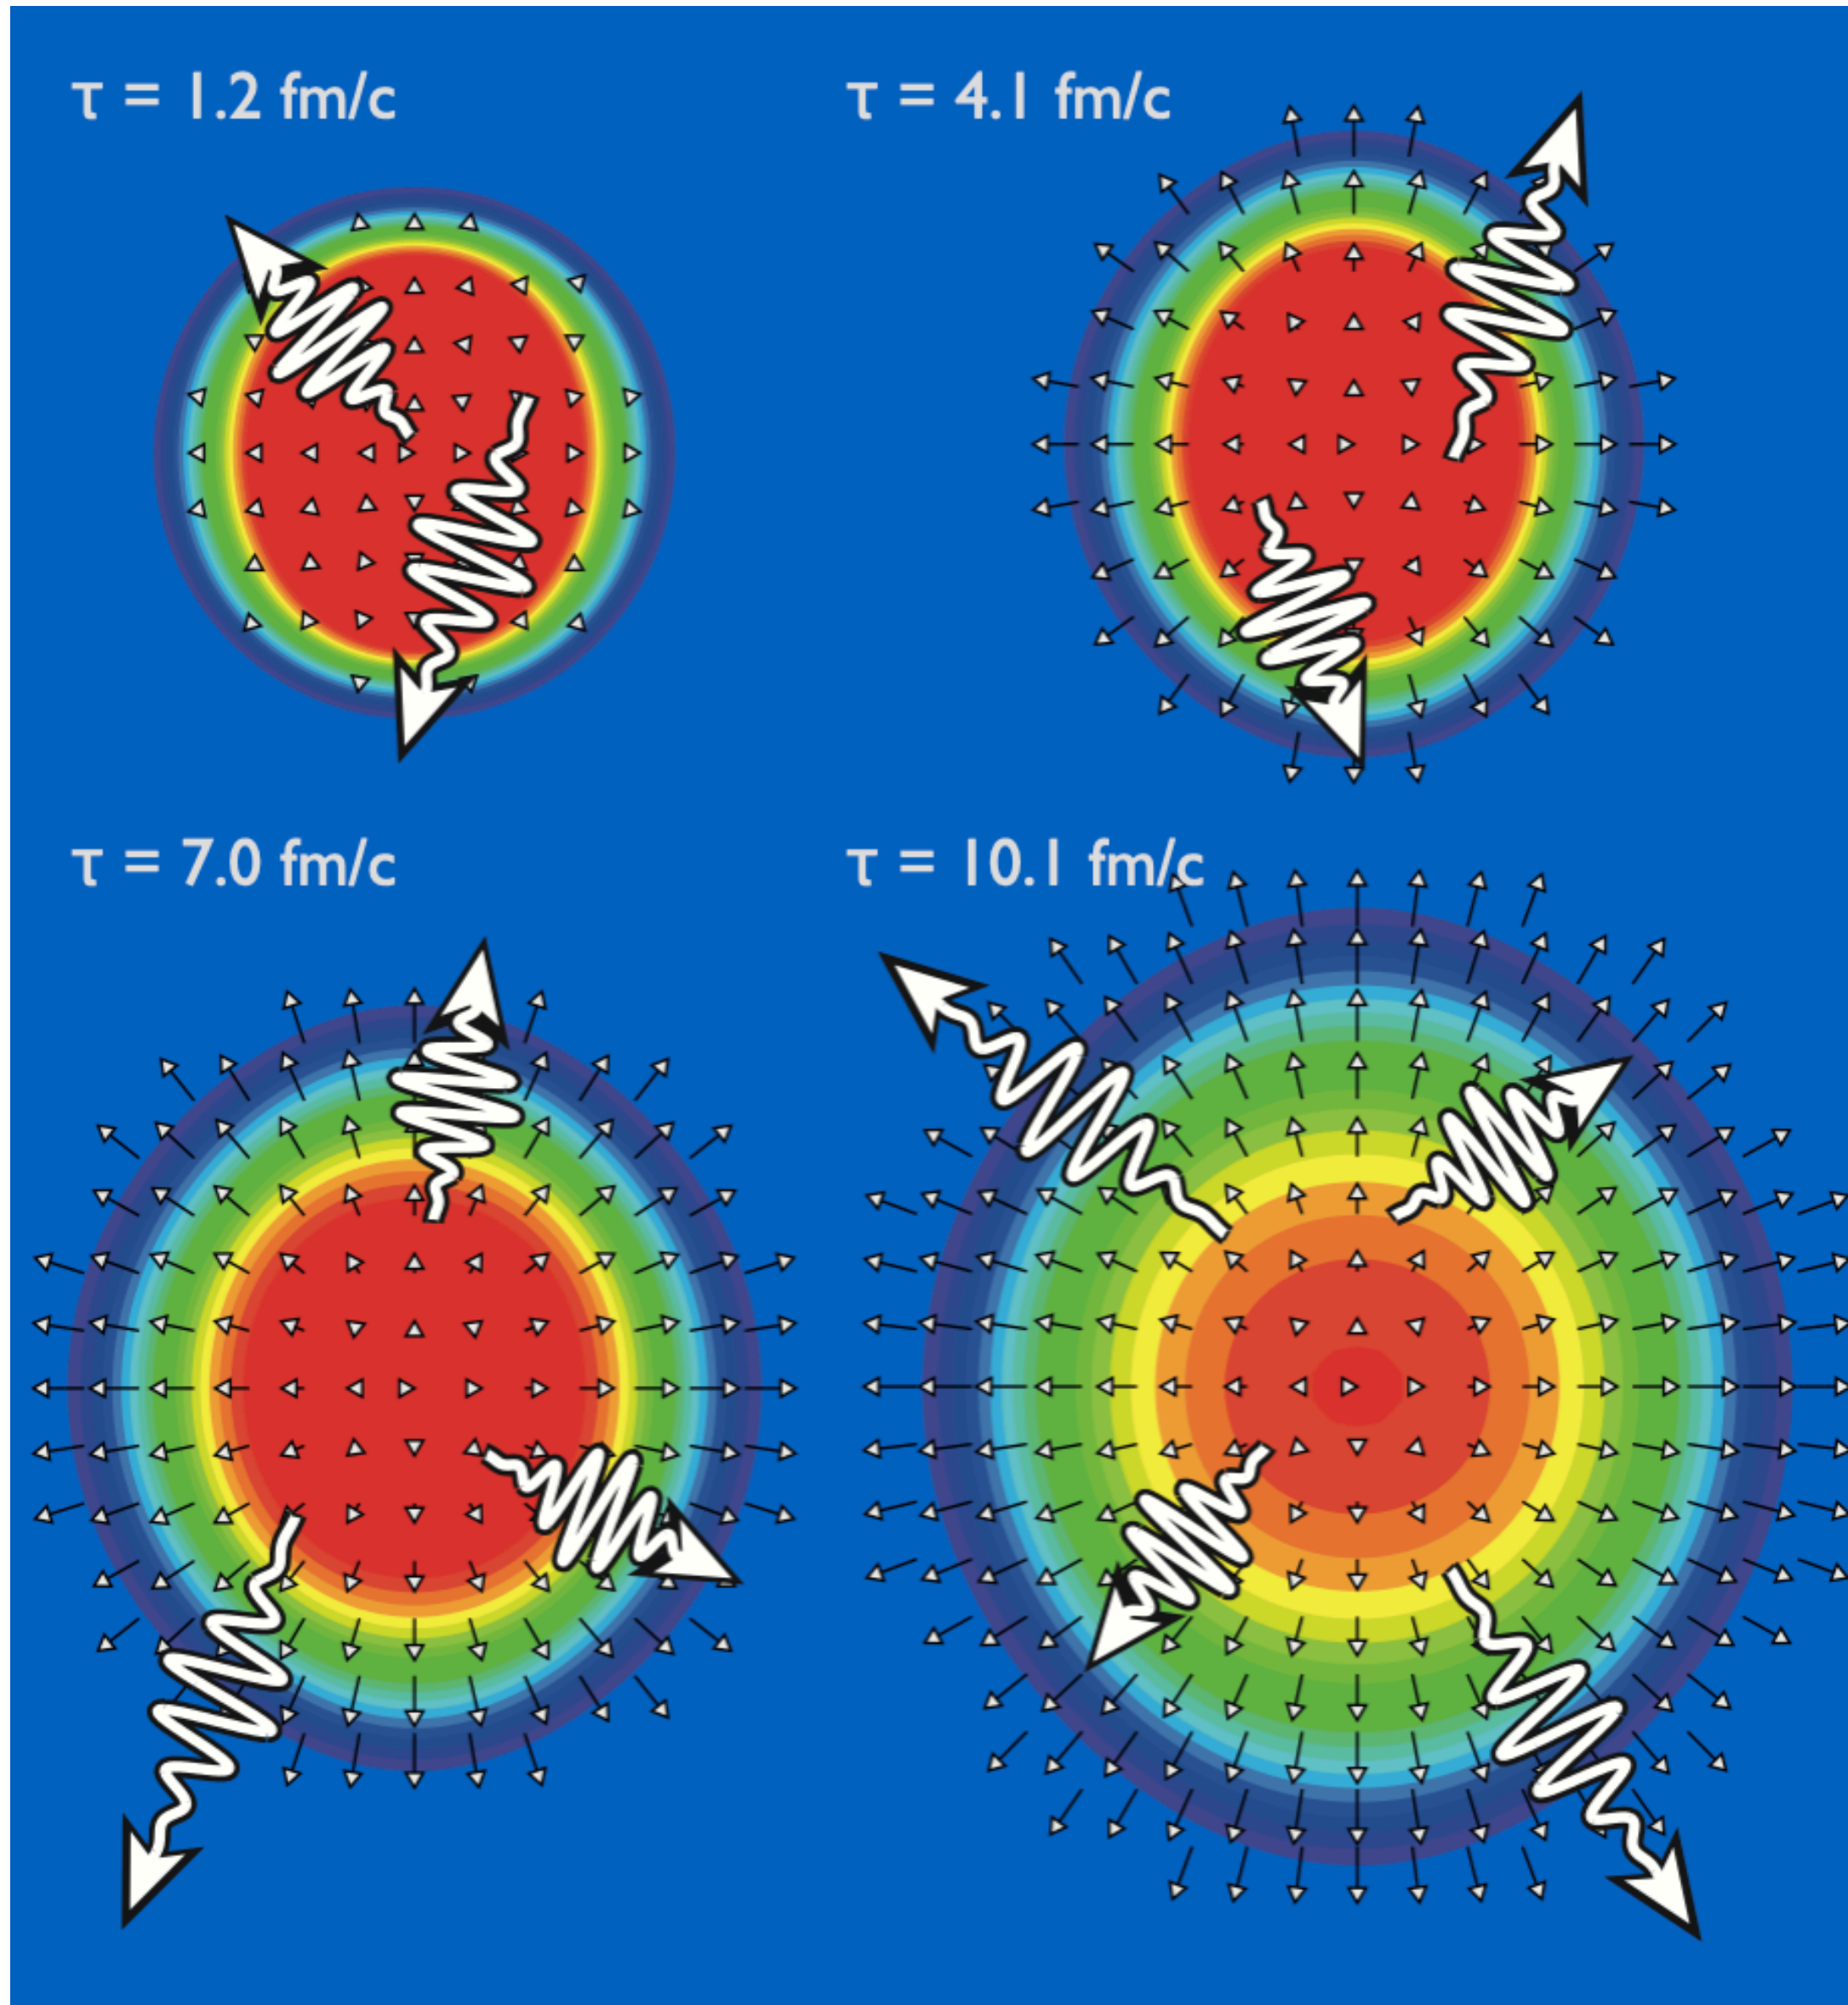 τ = 1.2 fm/c
τ = 4.1 fm/c
τ = 7.0 fm/c
τ = 10.1 fm/c